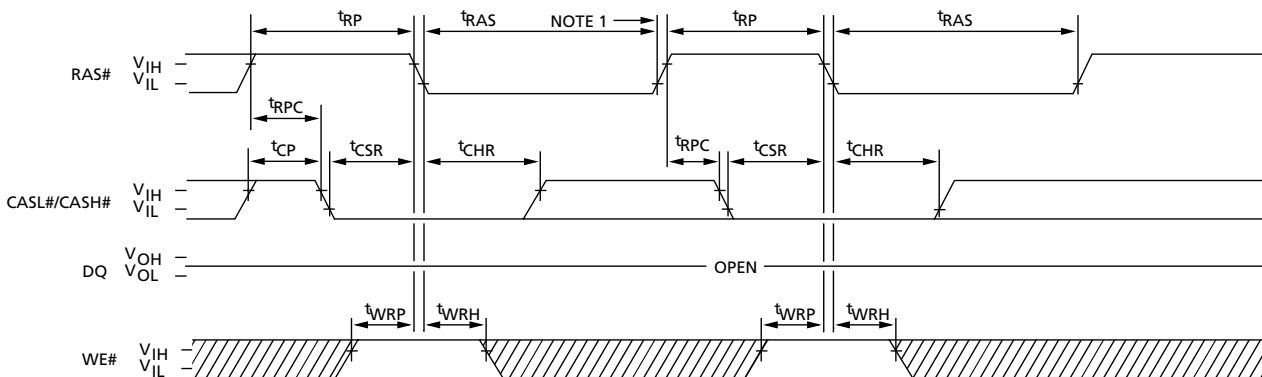 tRP tRAS NOTE 1 tRP tRAS
RAS# VIH
VIL
tRPC
tCP tCSR tCHR tRPC tCSR tCHR
CASL#/CASH# VIH
VIL
DQ VOH
VOL
OPEN
tWRP tWRH tWRP tWRH
WE# VIH
VIL